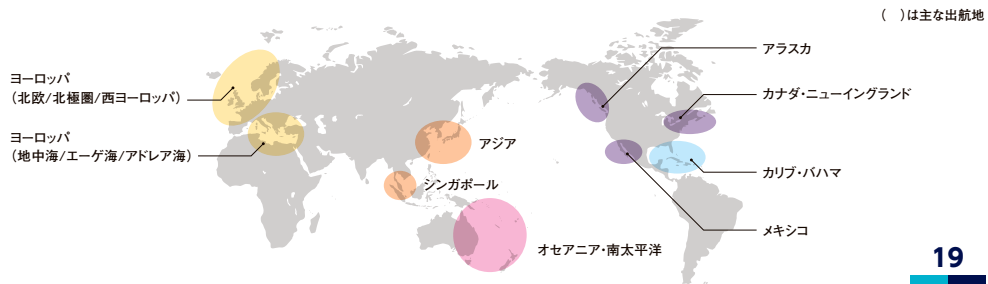 ( )は主な出航地
ヨーロッパ
(北欧/北極圏/西ヨーロッパ)
ヨーロッパ
(地中海/エーゲ海/アドレア海)
アジア
シンガポール
オセアニア・南太平洋
アラスカ
カナダ・ニューイングランド
カリブ・バハマ
メキシコ
19